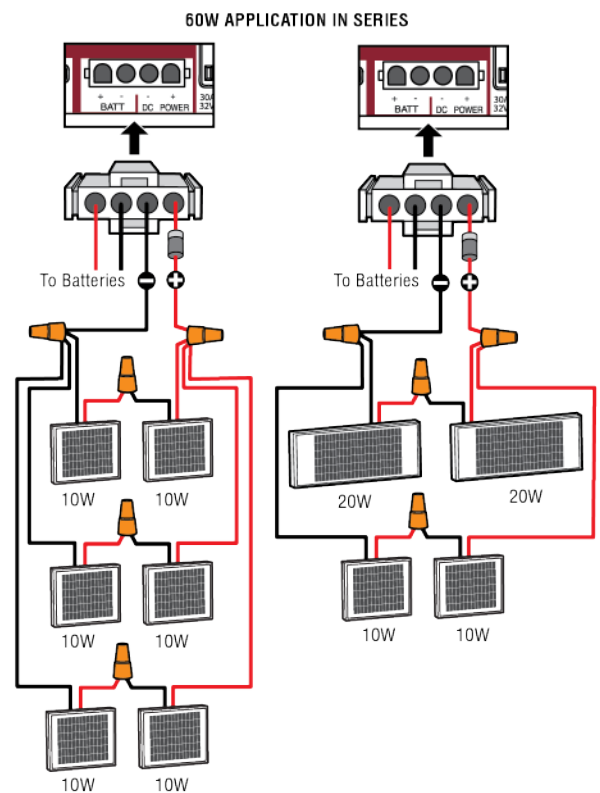 60W APPLICATION IN SERIES
+ - - +
BATT DC POWER
30A
32V
+ - - +
BATT DC POWER
30/
32V
To Batteries
To Batteries
10W 10W
20W 20W
10W 10W
10W 10W
10W 10W